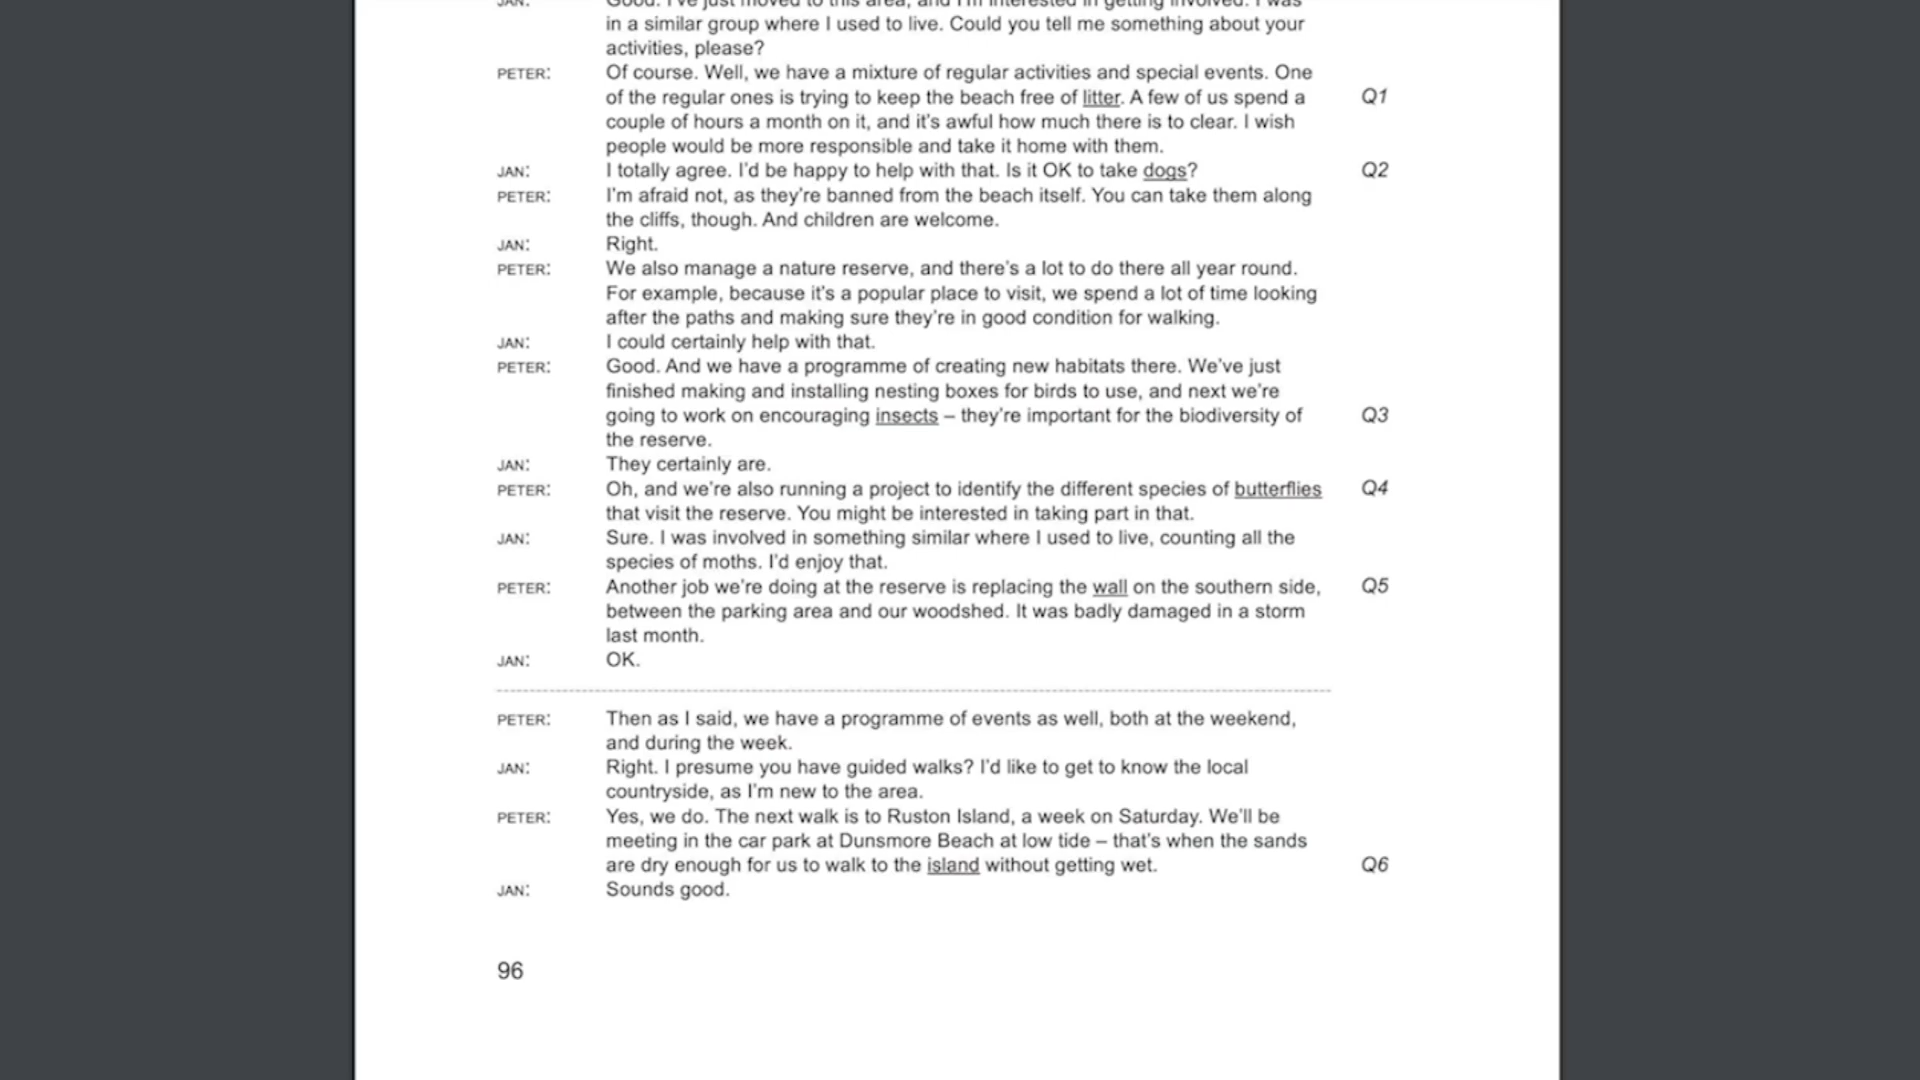 JAN: Good. I've just moved to this area, and I'm interested in getting involved. I was
in a similar group where I used to live. Could you tell me something about your
activities, please?
PETER: Of course. Well, we have a mixture of regular activities and special events. One
of the regular ones is trying to keep the beach free of litter. A few of us spend a Q1
couple of hours a month on it, and it's awful how much there is to clear. I wish
people would be more responsible and take it home with them.
JAN: I totally agree. I'd be happy to help with that. Is it OK to take dogs? Q2
PETER: I'm afraid not, as they're banned from the beach itself. You can take them along
the cliffs, though. And children are welcome.
JAN: Right.
PETER: We also manage a nature reserve, and there's a lot to do there all year round.
For example, because it's a popular place to visit, we spend a lot of time looking
after the paths and making sure they're in good condition for walking.
JAN: I could certainly help with that.
PETER: Good. And we have a programme of creating new habitats there. We've just
finished making and installing nesting boxes for birds to use, and next we're
going to work on encouraging insects – they're important for the biodiversity of Q3
the reserve.
JAN: They certainly are.
PETER: Oh, and we're also running a project to identify the different species of butterflies Q4
that visit the reserve. You might be interested in taking part in that.
JAN: Sure. I was involved in something similar where I used to live, counting all the
species of moths. I'd enjoy that.
PETER: Another job we're doing at the reserve is replacing the wall on the southern side, Q5
between the parking area and our woodshed. It was badly damaged in a storm
last month.
JAN: OK.
PETER: Then as I said, we have a programme of events as well, both at the weekend,
and during the week.
JAN: Right. I presume you have guided walks? I'd like to get to know the local
countryside, as I'm new to the area.
PETER: Yes, we do. The next walk is to Ruston Island, a week on Saturday. We'll be
meeting in the car park at Dunsmore Beach at low tide – that's when the sands
are dry enough for us to walk to the island without getting wet. Q6
JAN: Sounds good.
96